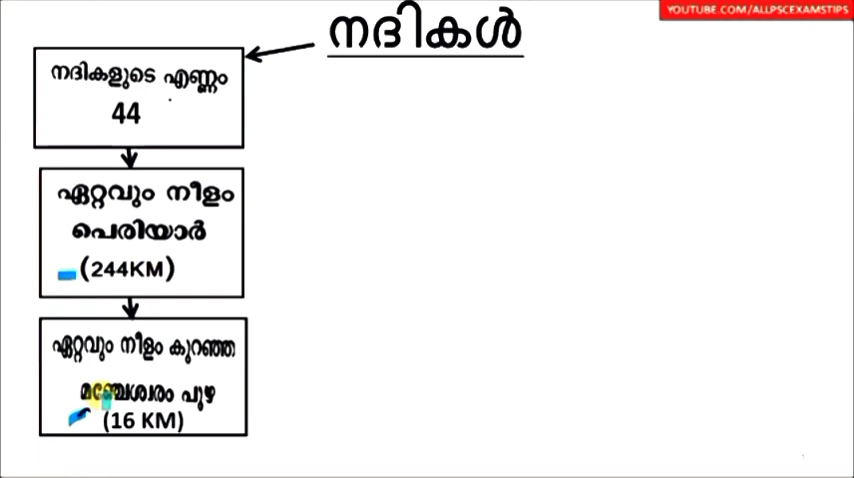 YOUTUBE.COM/ALLPSCEXAMSTIPS
നദികൾ
നദികളുടെ എണ്ണം
44
ഏറ്റവും നീളം
പെരിയാർ
(244KM)
ഏറ്റവും നീളം കുറഞ്ഞ
മഞ്ചേശ്വരം പുഴ
(16 KM)